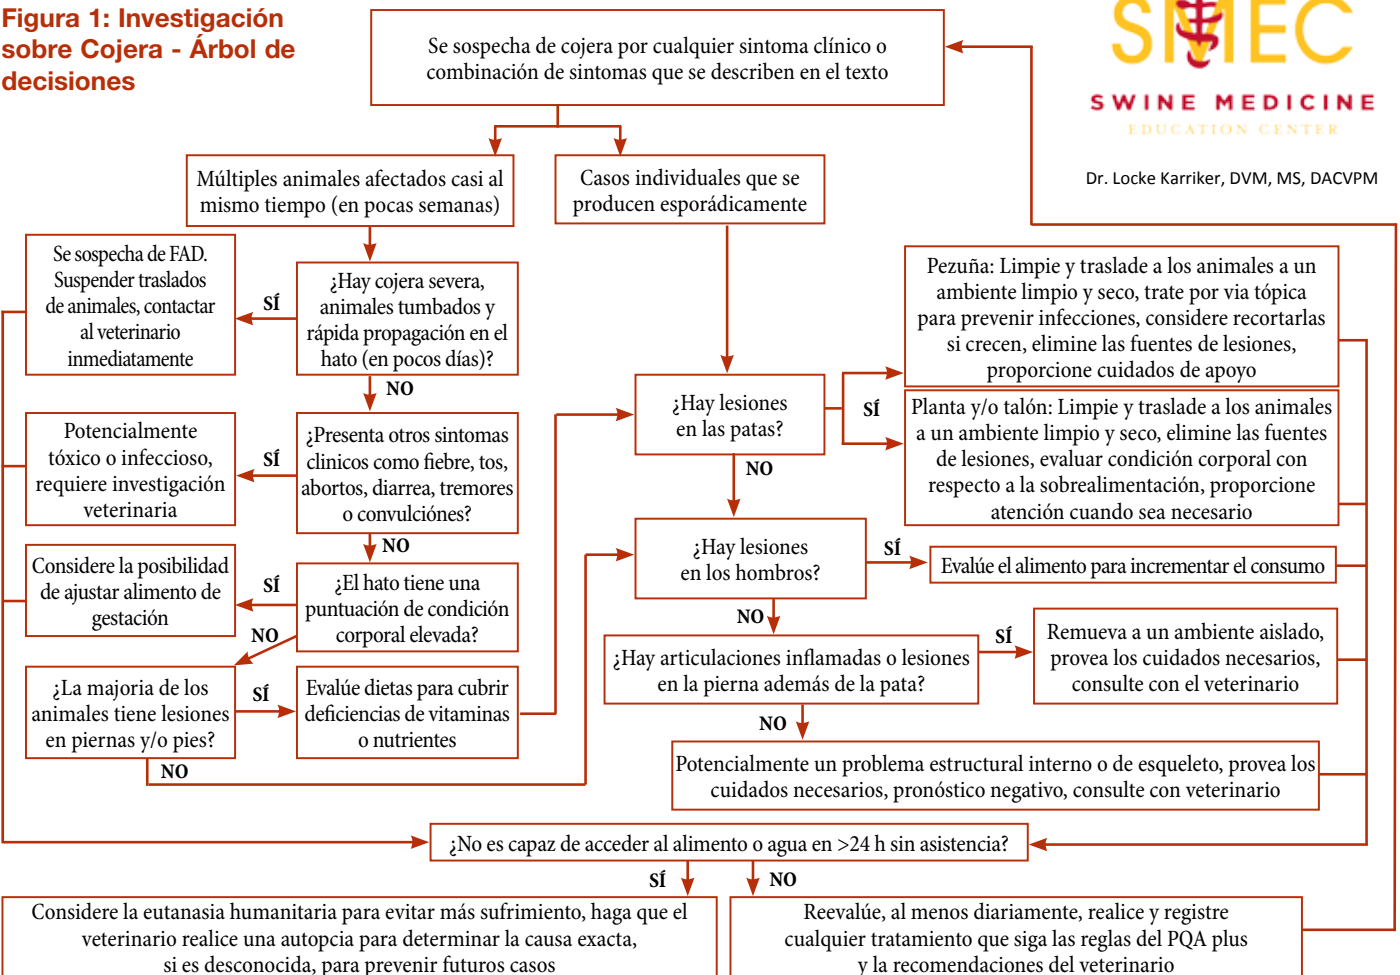 Figura 1: Investigación
sobre Cojera - Árbol de
decisiones
Se sospecha de cojera por cualquier sintoma clínico o
combinación de sintomas que se describen en el texto
SMEC
SWINE MEDICINE
EDUCATION CENTER
Dr. Locke Karriker, DVM, MS, DACVPM
Múltiples animales afectados casi al
mismo tiempo (en pocas semanas)
Casos individuales que se
producen esporádicamente
Se sospecha de FAD.
Suspender traslados
de animales, contactar
al veterinario
inmediatamente
SÍ
¿Hay cojera severa,
animales tumbados y
rápida propagación en el
hato (en pocos días)?
NO
Potencialmente
tóxico o infeccioso,
requiere investigación
veterinaria
SÍ
¿Presenta otros sintomas
clinicos como fiebre, tos,
abortos, diarrea, tremores
o convulciónes?
NO
Considere la posibilidad
de ajustar alimento de
gestación
SÍ
¿El hato tiene una
puntuación de condición
corporal elevada?
NO
¿La majoria de los
animales tiene lesiones
en piernas y/o pies?
SÍ
Evalúe dietas para cubrir
deficiencias de vitaminas
o nutrientes
NO
¿Hay lesiones
en las patas?
SÍ
Pezuña: Limpie y traslade a los animales a un
ambiente limpio y seco, trate por via tópica
para prevenir infecciones, considere recortarlas
si crecen, elimine las fuentes de lesiones,
proporcione cuidados de apoyo
Planta y/o talón: Limpie y traslade a los animales
a un ambiente limpio y seco, elimine las fuentes
de lesiones, evaluar condición corporal con
respecto a la sobrealimentación, proporcione
atención cuando sea necesario
NO
¿Hay lesiones
en los hombros?
SÍ
Evalúe el alimento para incrementar el consumo
NO
¿Hay articulaciones inflamadas o lesiones
en la pierna además de la pata?
SÍ
Remueva a un ambiente aislado,
provea los cuidados necesarios,
consulte con el veterinario
NO
Potencialmente un problema estructural interno o de esqueleto, provea los
cuidados necesarios, pronóstico negativo, consulte con veterinario
¿No es capaz de acceder al alimento o agua en >24 h sin asistencia?
SÍ
NO
Considere la eutanasia humanitaria para evitar más sufrimiento, haga que el
veterinario realice una autopcia para determinar la causa exacta,
si es desconocida, para prevenir futuros casos
Reevalúe, al menos diariamente, realice y registre
cualquier tratamiento que siga las reglas del PQA plus
y la recomendaciones del veterinario